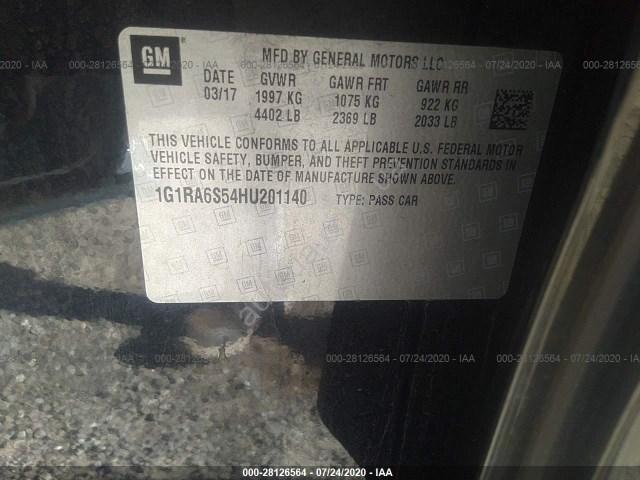 GM
MFD BY GENERAL MOTORS LLC
DATE GVWR GAWR FRT GAWR RR
03/17 1997 KG 1075 KG 922 KG
4402 LB 2369 LB 2033 LB
THIS VEHICLE CONFORMS TO ALL APPLICABLE U.S. FEDERAL MOTOR
VEHICLE SAFETY, BUMPER, AND THEFT PREVENTION STANDARDS IN
EFFECT ON THE DATE OF MANUFACTURE SHOWN ABOVE.
1G1RA6S54HU201140 TYPE: PASS CAR
000-28126564 - 07/24/2020 - IAA